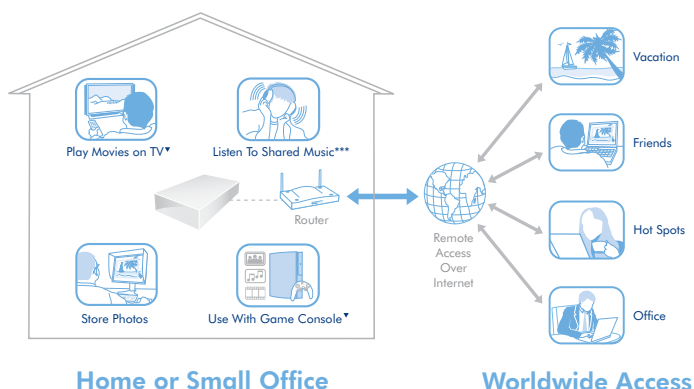 Play Movies on TV▼
Listen To Shared Music***
Router
Store Photos
Use With Game Console▼
Home or Small Office
Remote
Access
Over
Internet
Vacation
Friends
Hot Spots
Office
Worldwide Access